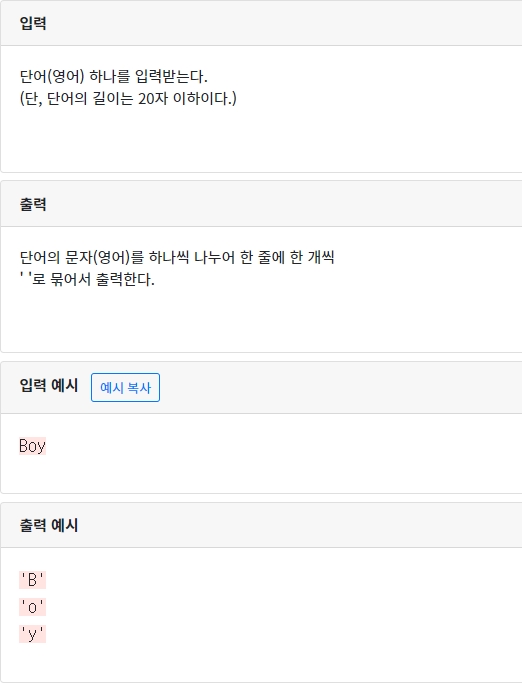 입력
단어(영어) 하나를 입력받는다.
(단, 단어의 길이는 20자 이하이다.)
출력
단어의 문자(영어)를 하나씩 나누어 한 줄에 한 개씩
' '로 묶어서 출력한다.
입력 예시 예시 복사
Boy
출력 예시
'B'
'o'
'y'